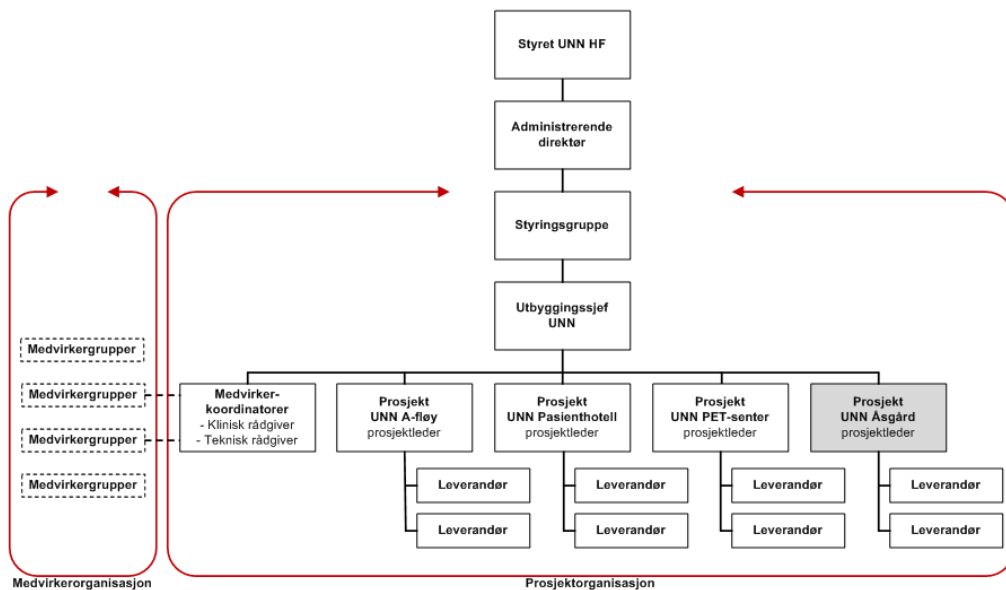 Styret UNN HF
Administrerende
direktør
Styringsgruppe
Utbyggingssjef
UNN
Medvirkergrupper
Medvirkergrupper
Medvirkergrupper
Medvirkergrupper
Medvirker-
koordinatorer
- Klinisk rådgiver
- Teknisk rådgiver
Prosjekt
UNN A-fløy
prosjektleder
Prosjekt
UNN Pasienthotell
prosjektleder
Prosjekt
UNN PET-senter
prosjektleder
Prosjekt
UNN Åsgård
prosjektleder
Leverandør
Leverandør
Leverandør
Leverandør
Leverandør
Leverandør
Leverandør
Leverandør
Medvirkerorganisasjon
Prosjektorganisasjon